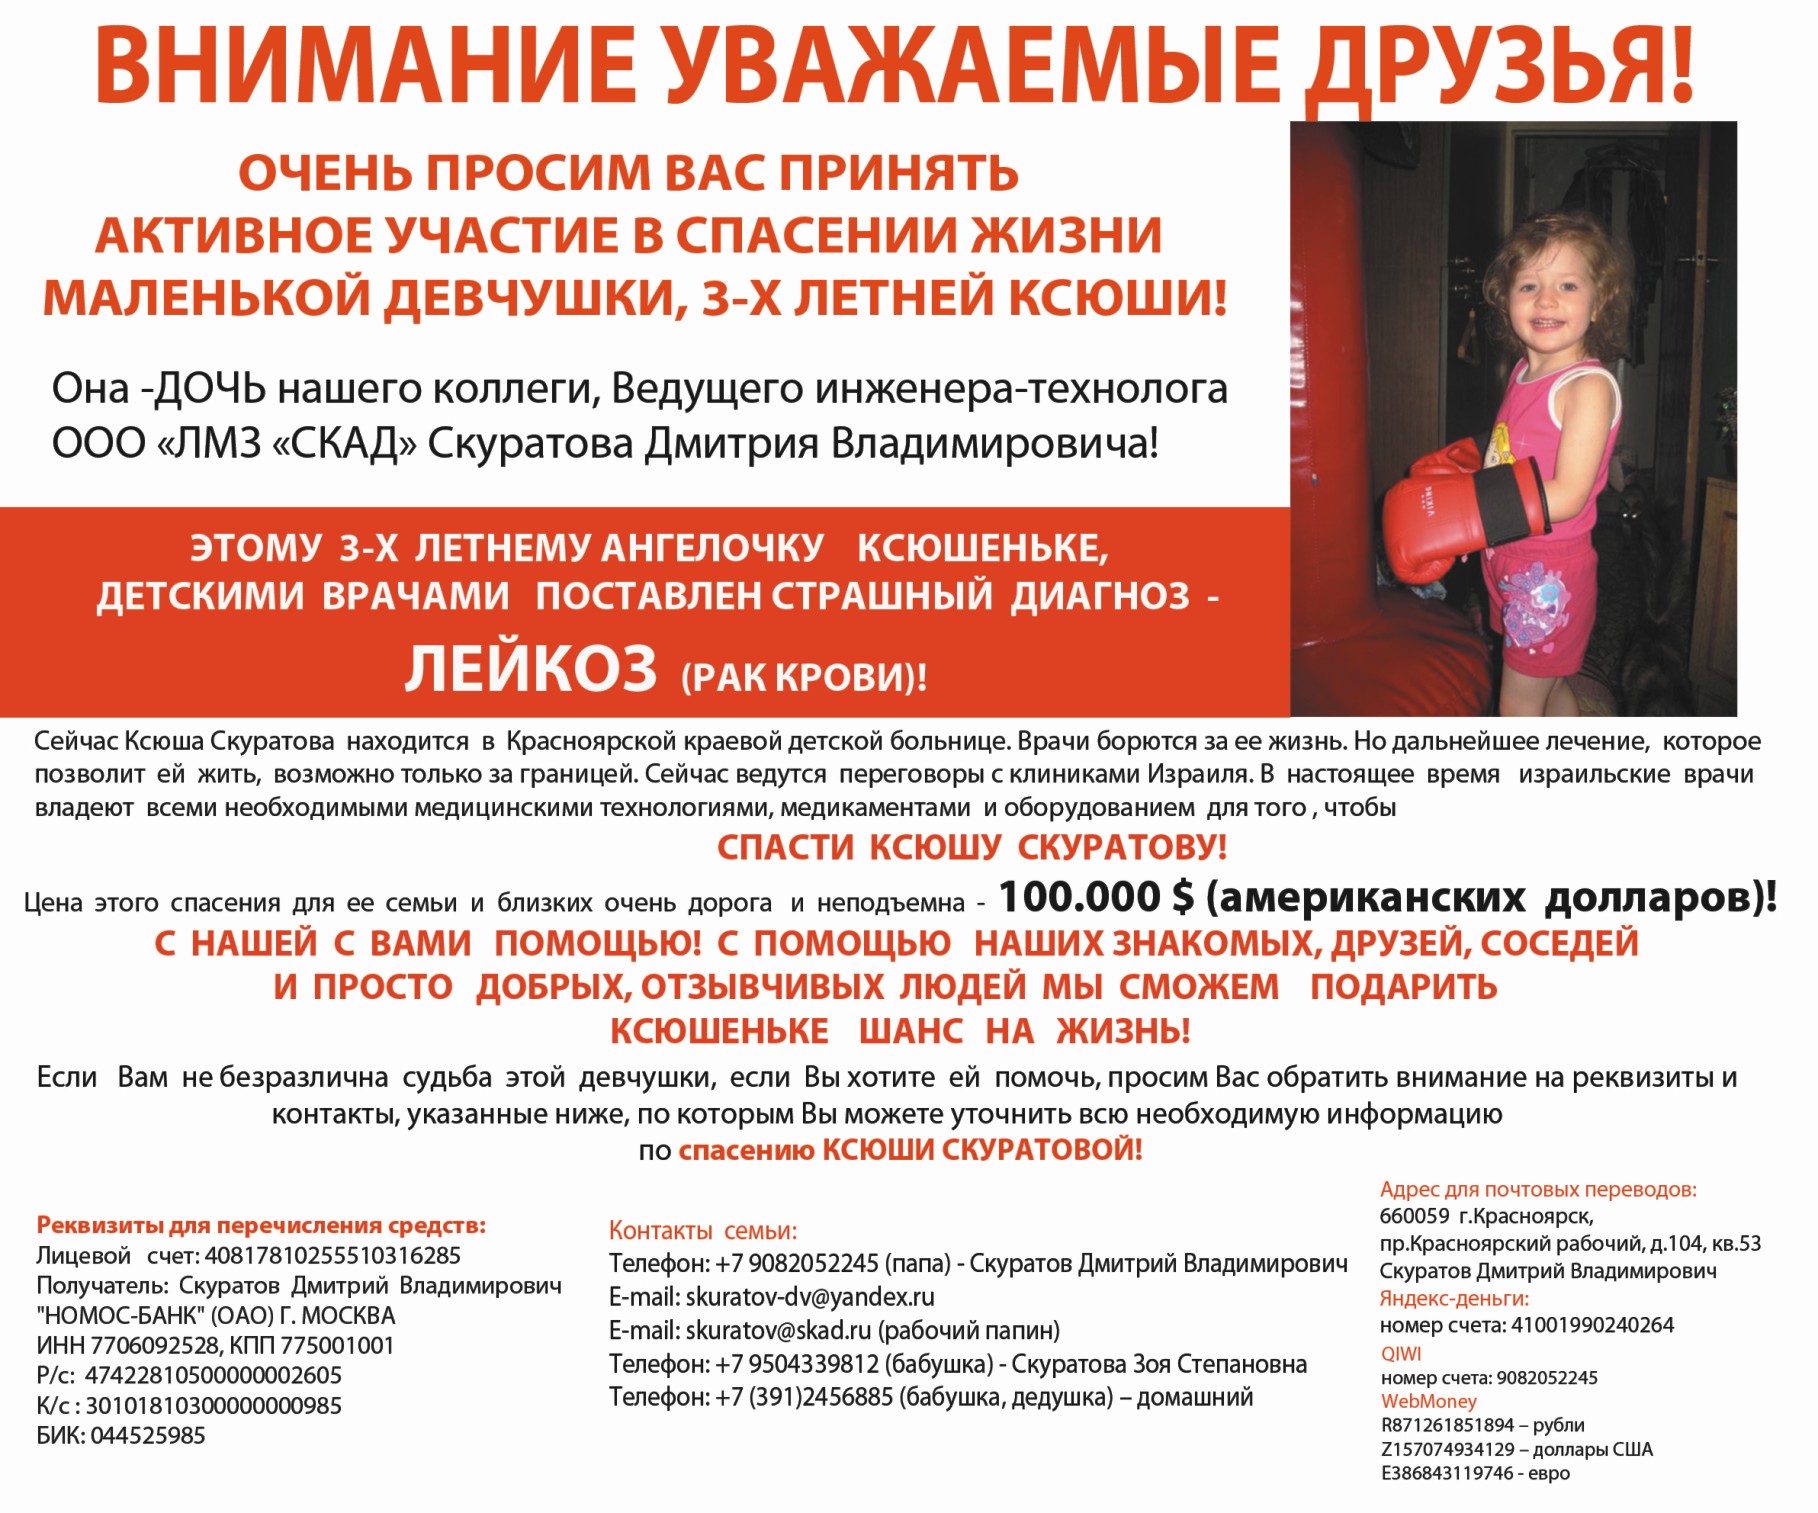 ВНИМАНИЕ УВАЖАЕМЫЕ ДРУЗЬЯ!
ОЧЕНЬ ПРОСИМ ВАС ПРИНЯТЬ
АКТИВНОЕ УЧАСТИЕ В СПАСЕНИИ ЖИЗНИ
МАЛЕНЬКОЙ ДЕВЧУШКИ, 3-Х ЛЕТНЕЙ КСЮШИ!
Она -ДОЧЬ нашего коллеги, Ведущего инженера-технолога
ООО «ЛМЗ «СКАД» Скуратова Дмитрия Владимировича!
VIKING
ЭТОМУ 3-Х ЛЕТНЕМУ АНГЕЛОЧКУ КСЮШЕНЬКЕ,
ДЕТСКИМИ ВРАЧАМИ ПОСТАВЛЕН СТРАШНЫЙ ДИАГНОЗ -
ЛЕЙКОЗ (РАК КРОВИ)!
Сейчас Ксюша Скуратова находится в Красноярской краевой детской больнице. Врачи борются за ее жизнь. Но дальнейшее лечение, которое
позволит ей жить, возможно только за границей. Сейчас ведутся переговоры с клиниками Израиля. В настоящее время израильские врачи
владеют всеми необходимыми медицинскими технологиями, медикаментами и оборудованием для того , чтобы
СПАСТИ КСЮШУ СКУРАТОВУ!
Цена этого спасения для ее семьи и близких очень дорога и неподъемна - 100.000 $ (американских долларов)!
С НАШЕЙ С ВАМИ ПОМОЩЬЮ! С ПОМОЩЬЮ НАШИХ ЗНАКОМЫХ, ДРУЗЕЙ, СОСЕДЕЙ
И ПРОСТО ДОБРЫХ, ОТЗЫВЧИВЫХ ЛЮДЕЙ МЫ СМОЖЕМ ПОДАРИТЬ
КСЮШЕНЬКЕ ШАНС НА ЖИЗНЬ!
Если Вам не безразлична судьба этой девчушки, если Вы хотите ей помочь, просим Вас обратить внимание на реквизиты и
контакты, указанные ниже, по которым Вы можете уточнить всю необходимую информацию
по спасению КСЮШИ СКУРАТОВОЙ!
Реквизиты для перечисления средств:
Лицевой счет: 40817810255510316285
Получатель: Скуратов Дмитрий Владимирович
"НОМОС-БАНК" (ОАО) Г. МОСКВА
ИНН 7706092528, КПП 775001001
Р/с: 47422810500000002605
К/с : 30101810300000000985
БИК: 044525985
Контакты семьи:
Телефон: +7 9082052245 (папа) - Скуратов Дмитрий Владимирович
E-mail: skuratov-dv@yandex.ru
E-mail: skuratov@skad.ru (рабочий папин)
Телефон: +7 9504339812 (бабушка) - Скуратова Зоя Степановна
Телефон: +7 (391)2456885 (бабушка, дедушка) – домашний
Адрес для почтовых переводов:
660059 г.Красноярск,
пр.Красноярский рабочий, д.104, кв.53
Скуратов Дмитрий Владимирович
Яндекс-деньги:
номер счета: 41001990240264
QIWI
номер счета: 9082052245
WebMoney
R871261851894 – рубли
Z157074934129 – доллары США
E386843119746 - евро